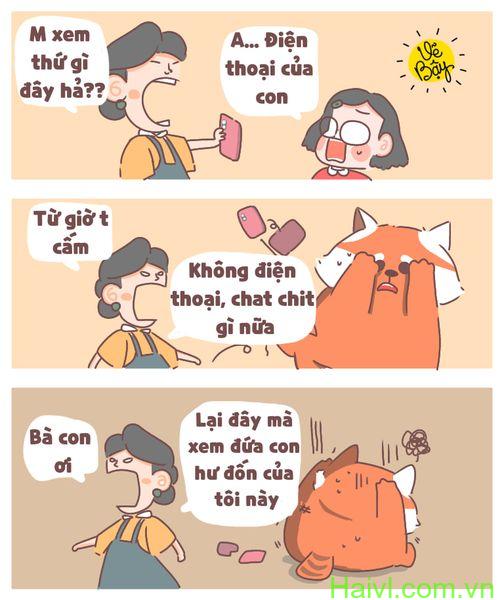 M xem
thứ gì
đây hả??
A... Điện
thoại của
con
Vẽ
Bậy
Từ giờ t
cấm
Không điện
thoại, chat chit
gì nữa
Bà con
ơi
Lại đây mà
xem đứa con
hư đốn của
tôi này
Haivl.com.vn